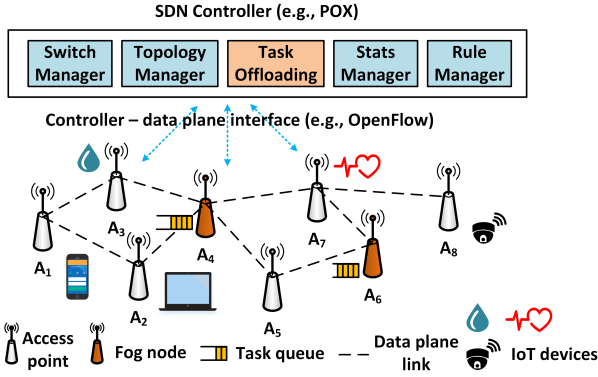 SDN Controller (e.g., POX)
Switch Manager
Topology Manager
Task Offloading
Stats Manager
Rule Manager
Controller – data plane interface (e.g., OpenFlow)
A3
A7
A4
A8
A1
A6
A2
A5
Access point
Fog node
Task queue
Data plane link
IoT devices